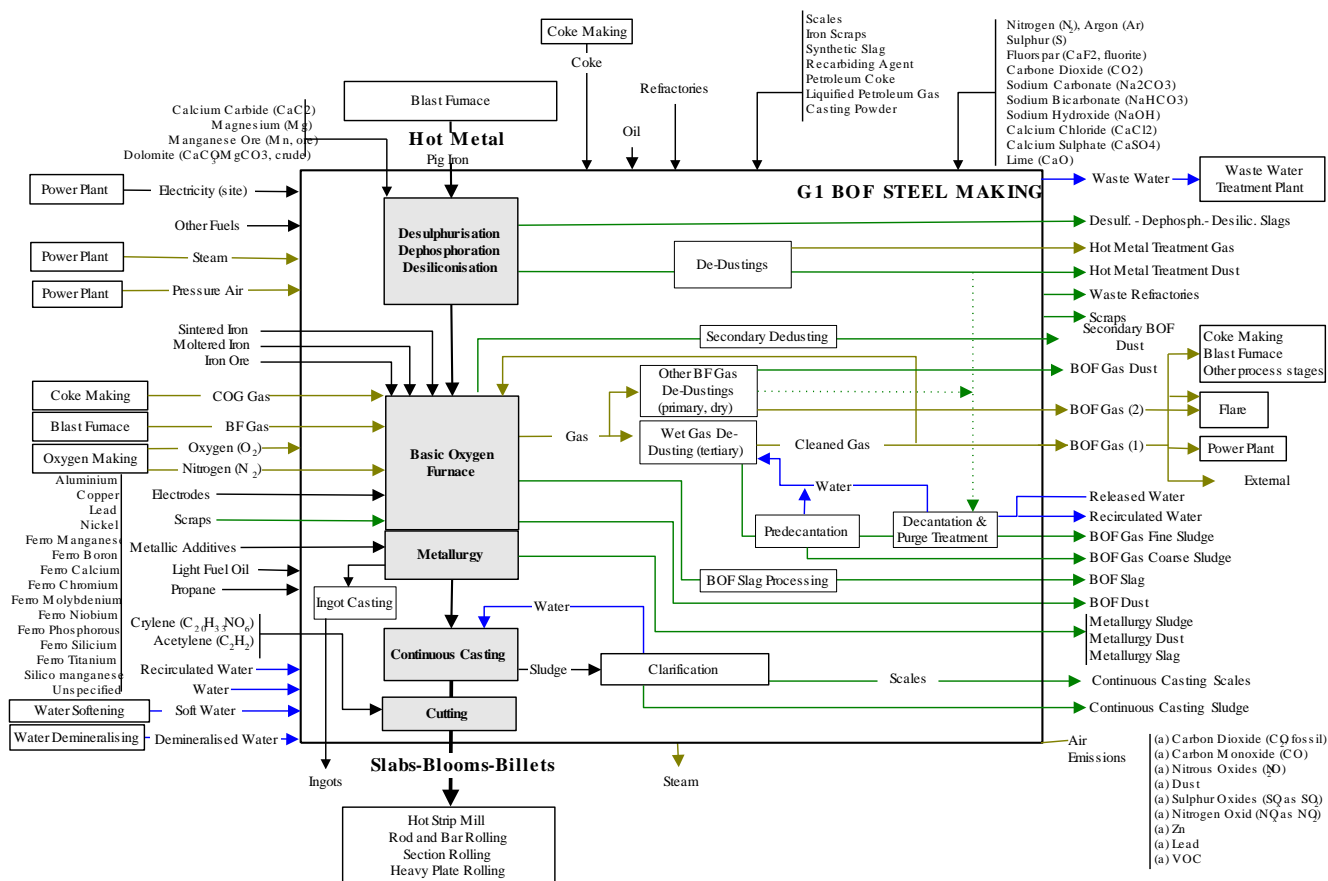 Coke Making
Coke
Refractories
Oil
Scales
Iron Scraps
Synthetic Slag
Recarbiding Agent
Petroleum Coke
Liquified Petroleum Gas
Casting Powder
Nitrogen (N₂), Argon (Ar)
Sulphur (S)
Fluorspar (CaF2, fluorite)
Carbone Dioxide (CO2)
Sodium Carbonate (Na2CO3)
Sodium Bicarbonate (NaHCO3)
Sodium Hydroxide (NaOH)
Calcium Chloride (CaCl2)
Calcium Sulphate (CaSO4)
Lime (CaO)
Blast Furnace
Hot Metal
Pig Iron
Calcium Carbide (CaC2)
Magnesium (Mg)
Manganese Ore (Mn, ore)
Dolomite (CaCO₃MgCO3, crude)
G1 BOF STEEL MAKING
Power Plant
Electricity (site)
Other Fuels
Power Plant
Steam
Power Plant
Pressure Air
Sintered Iron
Moltered Iron
Iron Ore
Coke Making
COG Gas
Blast Furnace
BF Gas
Oxygen Making
Oxygen (O₂)
Nitrogen (N₂)
Aluminium
Copper
Lead
Nickel
Ferro Manganese
Ferro Boron
Ferro Calcium
Ferro Chromium
Ferro Molybdenium
Ferro Niobium
Ferro Phosphorous
Ferro Silicium
Ferro Titanium
Silico manganese
Unspecified
Electrodes
Scraps
Metallic Additives
Light Fuel Oil
Propane
Crylene (C₂₀H₃₃NO₆)
Acetylene (C₂H₂)
Recirculated Water
Water
Water Softening
Soft Water
Water Demineralising
Demineralised Water
Desulphurisation
Dephosphoration
Desiliconisation
De-Dustings
Secondary Dedusting
Other BF Gas
De-Dustings
(primary, dry)
Gas
Wet Gas De-
Dusting (tertiary)
Cleaned Gas
Basic Oxygen
Furnace
Water
Predecantation
Decantation &
Purge Treatment
Metallurgy
BOF Slag Processing
Ingot Casting
Water
Continuous Casting
Sludge
Clarification
Scales
Cutting
Slabs-Blooms-Billets
Ingots
Steam
Hot Strip Mill
Rod and Bar Rolling
Section Rolling
Heavy Plate Rolling
Waste Water
Waste Water
Treatment Plant
Desulf. - Dephosph.- Desilic. Slags
Hot Metal Treatment Gas
Hot Metal Treatment Dust
Waste Refractories
Scraps
Secondary BOF
Dust
BOF Gas Dust
BOF Gas (2)
BOF Gas (1)
Coke Making
Blast Furnace
Other process stages
Flare
Power Plant
External
Released Water
Recirculated Water
BOF Gas Fine Sludge
BOF Gas Coarse Sludge
BOF Slag
BOF Dust
Metallurgy Sludge
Metallurgy Dust
Metallurgy Slag
Continuous Casting Scales
Continuous Casting Sludge
Air
Emissions
(a) Carbon Dioxide (CO₂ fossil)
(a) Carbon Monoxide (CO)
(a) Nitrous Oxides (N₂O)
(a) Dust
(a) Sulphur Oxides (SOₓ as SO₂)
(a) Nitrogen Oxid (NOₓ as NO₂)
(a) Zn
(a) Lead
(a) VOC